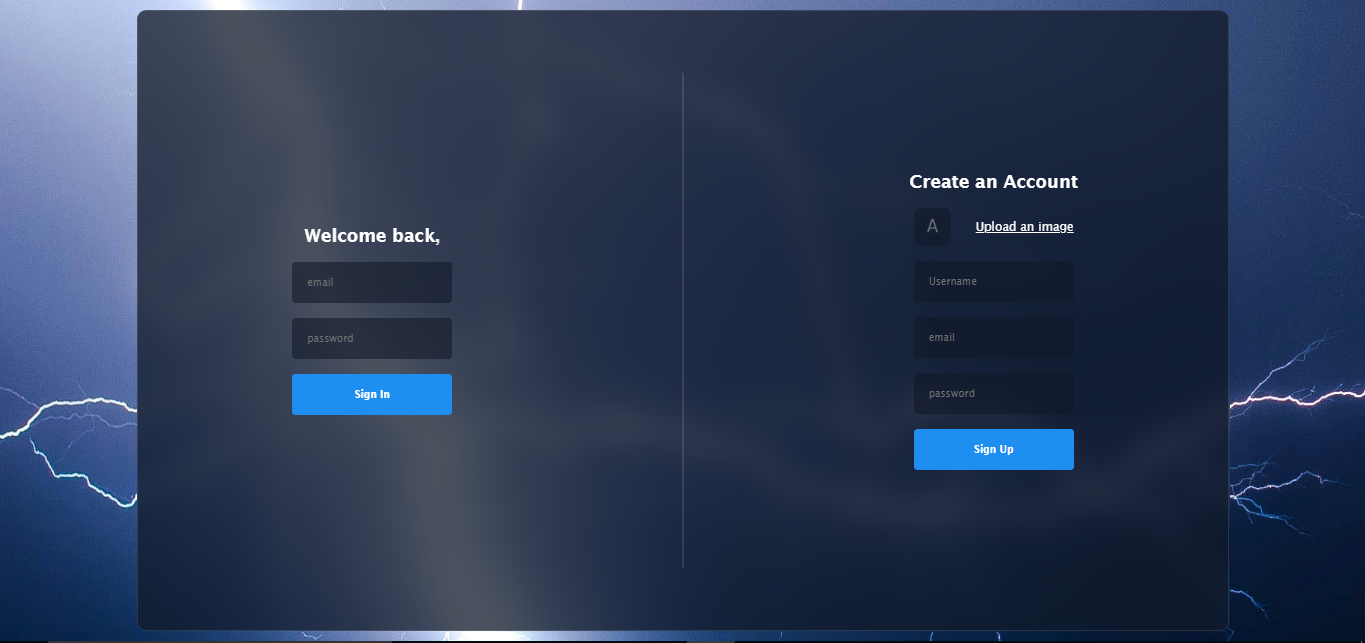 Welcome back,
email
password
Sign In
Create an Account
A
Upload an image
Username
email
password
Sign Up